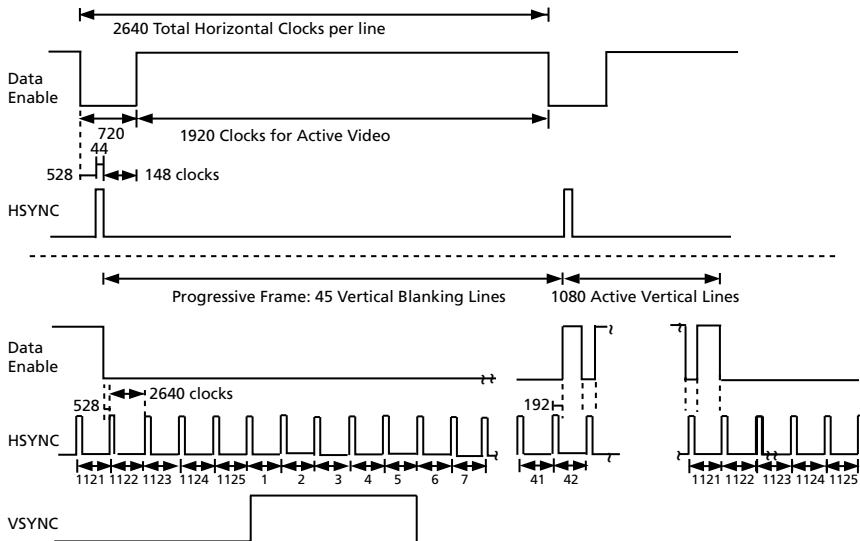 2640 Total Horizontal Clocks per line
Data
Enable
720
1920 Clocks for Active Video
44
528
148 clocks
HSYNC
Progressive Frame: 45 Vertical Blanking Lines
1080 Active Vertical Lines
Data
Enable
2640 clocks
528
192
HSYNC
1121 1122 1123 1124 1125 1 2 3 4 5 6 7 41 42 1121 1122 1123 1124 1125
VSYNC